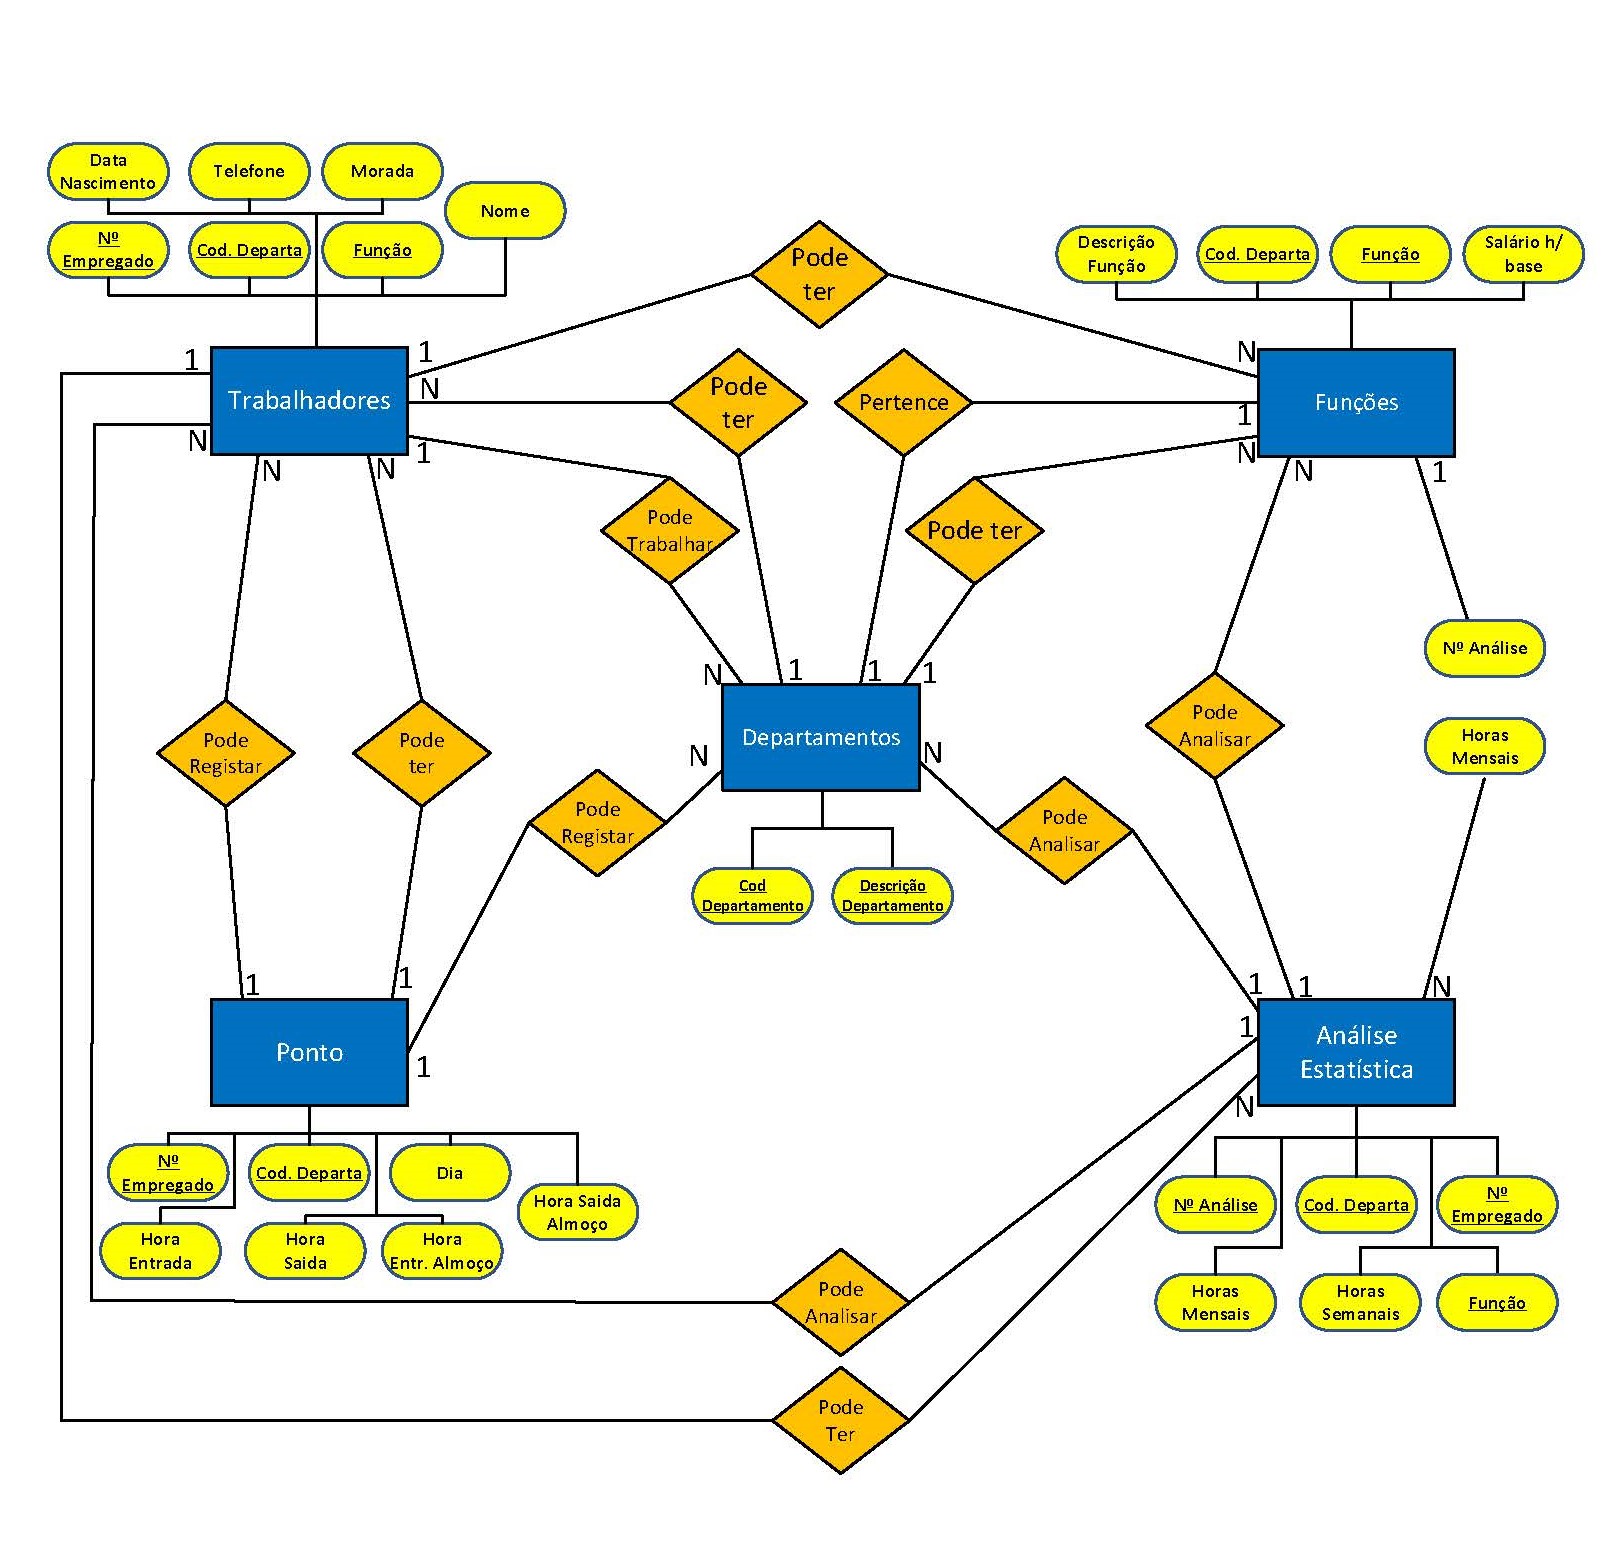 Data
Nascimento
Telefone
Morada
Nome
Nº
Empregado
Cod. Departa
Função
Pode
ter
Descrição
Função
Cod. Departa
Função
Salário h/
base
1
Trabalhadores
1
N
N
1
N
N
Pode
ter
Pertence
N
1
N
Funções
N
1
Pode
Trabalhar
Pode ter
Nº Análise
N
1
1
1
Pode
Registar
Pode
ter
N
Departamentos
N
Pode
Analisar
Horas
Mensais
Pode
Registar
Pode
Analisar
Cod
Departamento
Descrição
Departamento
1
1
Ponto
1
1
1
1
N
N
Análise
Estatística
Nº
Empregado
Cod. Departa
Dia
Hora Saida
Almoço
Hora
Entrada
Hora
Saida
Hora
Entr. Almoço
Nº Análise
Cod. Departa
Nº
Empregado
Horas
Mensais
Horas
Semanais
Função
Pode
Analisar
Pode
Ter